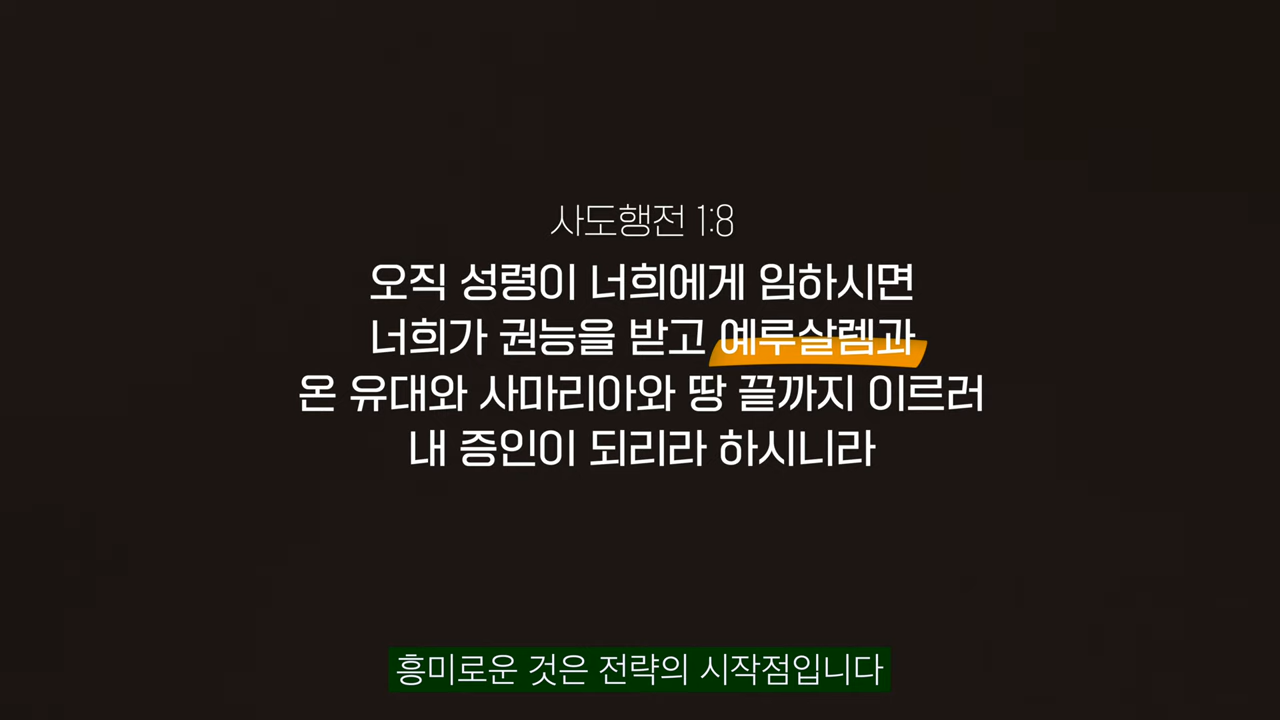 사도행전 1:8
오직 성령이 너희에게 임하시면
너희가 권능을 받고 예루살렘과
온 유대와 사마리아와 땅 끝까지 이르러
내 증인이 되리라 하시니라
흥미로운 것은 전략의 시작점입니다